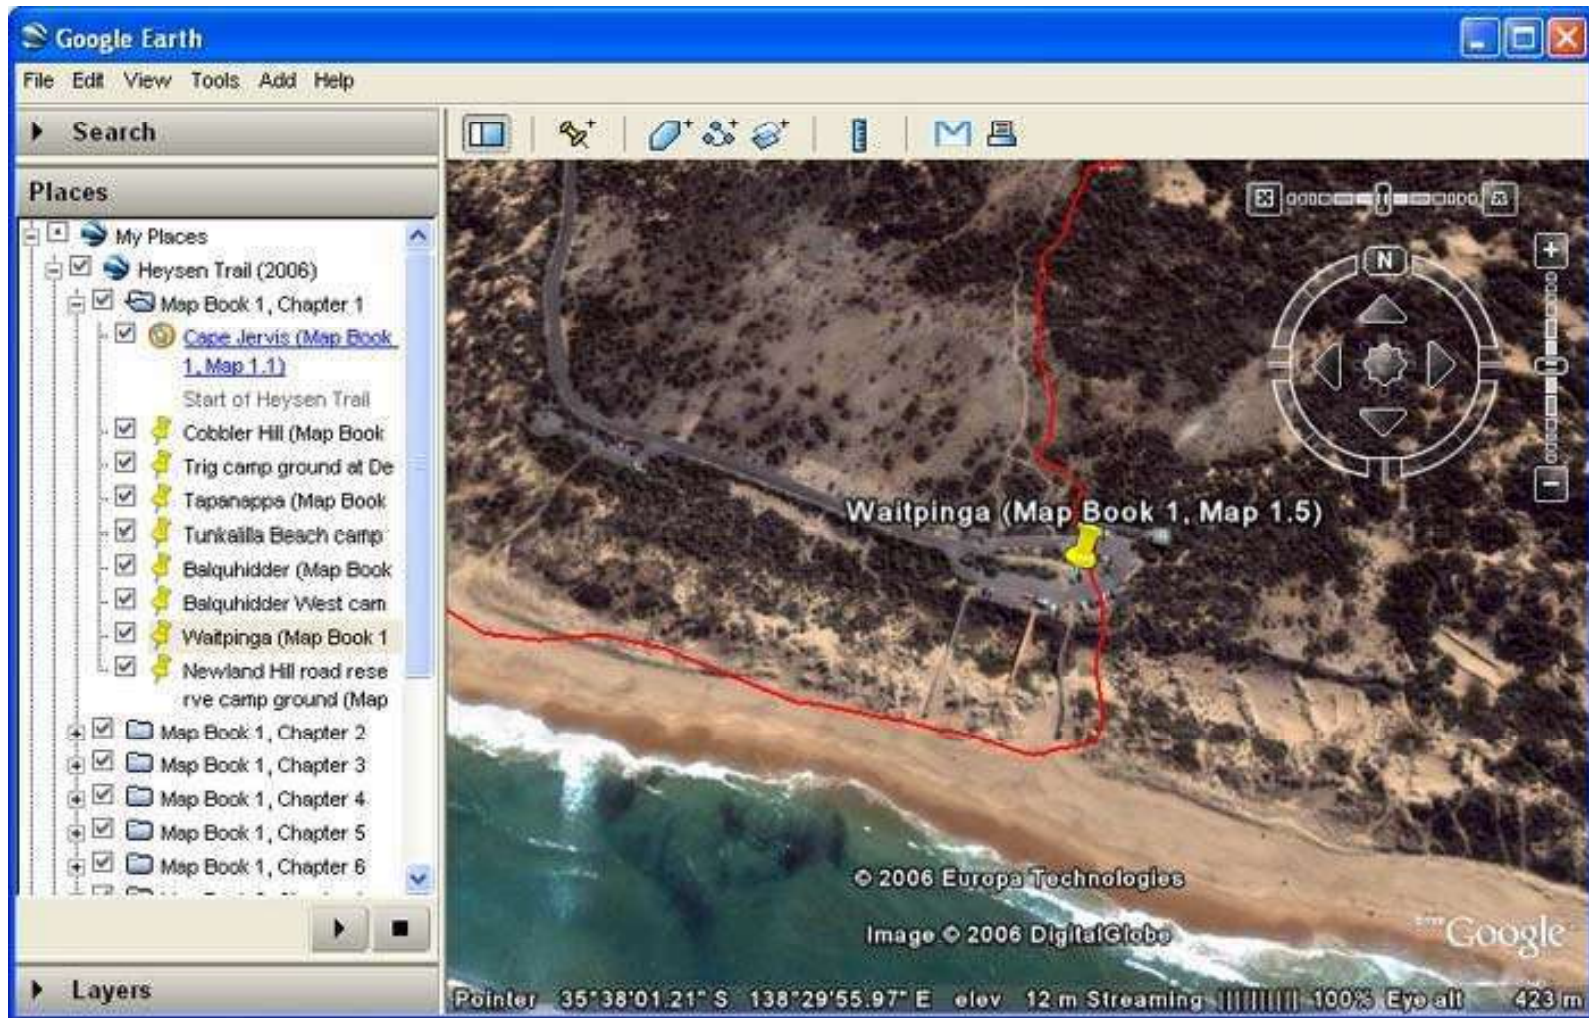 Google Earth
File Edit View Tools Add Help
Search
Places
My Places
Heysen Trail (2006)
Map Book 1, Chapter 1
Cape Jervis (Map Book
1, Map 1.1)
Start of Heysen Trail
Cobbler Hill (Map Book
Trig camp ground at De
Tapanappa (Map Book
Tunkalilla Beach camp
Balquhidder (Map Book
Balquhidder West cam
Waitpinga (Map Book 1
Newland Hill road rese
rve camp ground (Map
Map Book 1, Chapter 2
Map Book 1, Chapter 3
Map Book 1, Chapter 4
Map Book 1, Chapter 5
Map Book 1, Chapter 6
Layers
N
Waitpinga (Map Book 1, Map 1.5)
© 2006 Europa Technologies
Image © 2006 DigitalGlobe
Google
Pointer 35°38'01.21" S 138°29'55.97" E elev 12 m Streaming |||||||||| 100% Eye alt 423 m